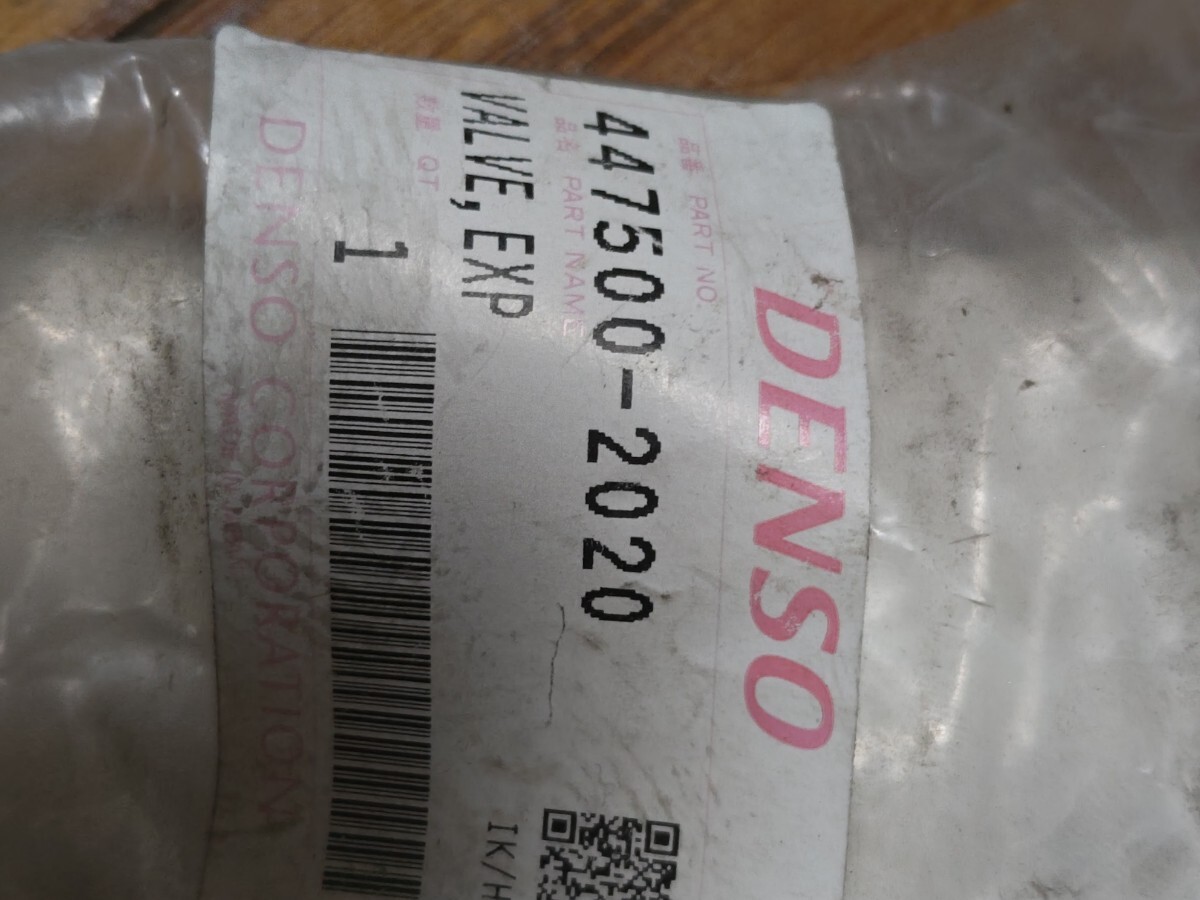 DENSO
品番 PART NO.
447500-2020
品名 PART NAME
VALVE, EXP
数量 QT
1
IK/H
DENSO CORPORATION